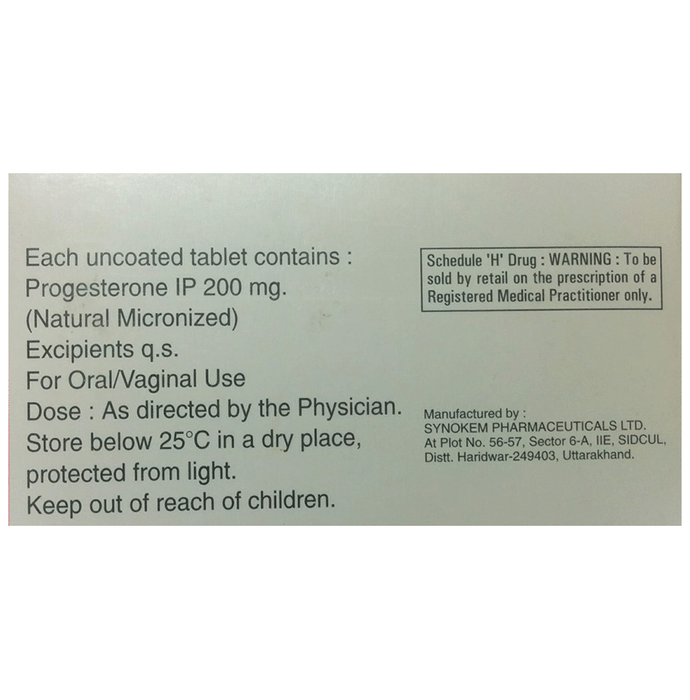 Each uncoated tablet contains :
Progesterone IP 200 mg.
(Natural Micronized)
Excipients q.s.
For Oral/Vaginal Use
Dose : As directed by the Physician.
Store below 25°C in a dry place,
protected from light.
Keep out of reach of children.
Schedule 'H' Drug : WARNING : To be
sold by retail on the prescription of a
Registered Medical Practitioner only.
Manufactured by :
SYNOKEM PHARMACEUTICALS LTD.
At Plot No. 56-57, Sector 6-A, IIE, SIDCUL,
Distt. Haridwar-249403, Uttarakhand.